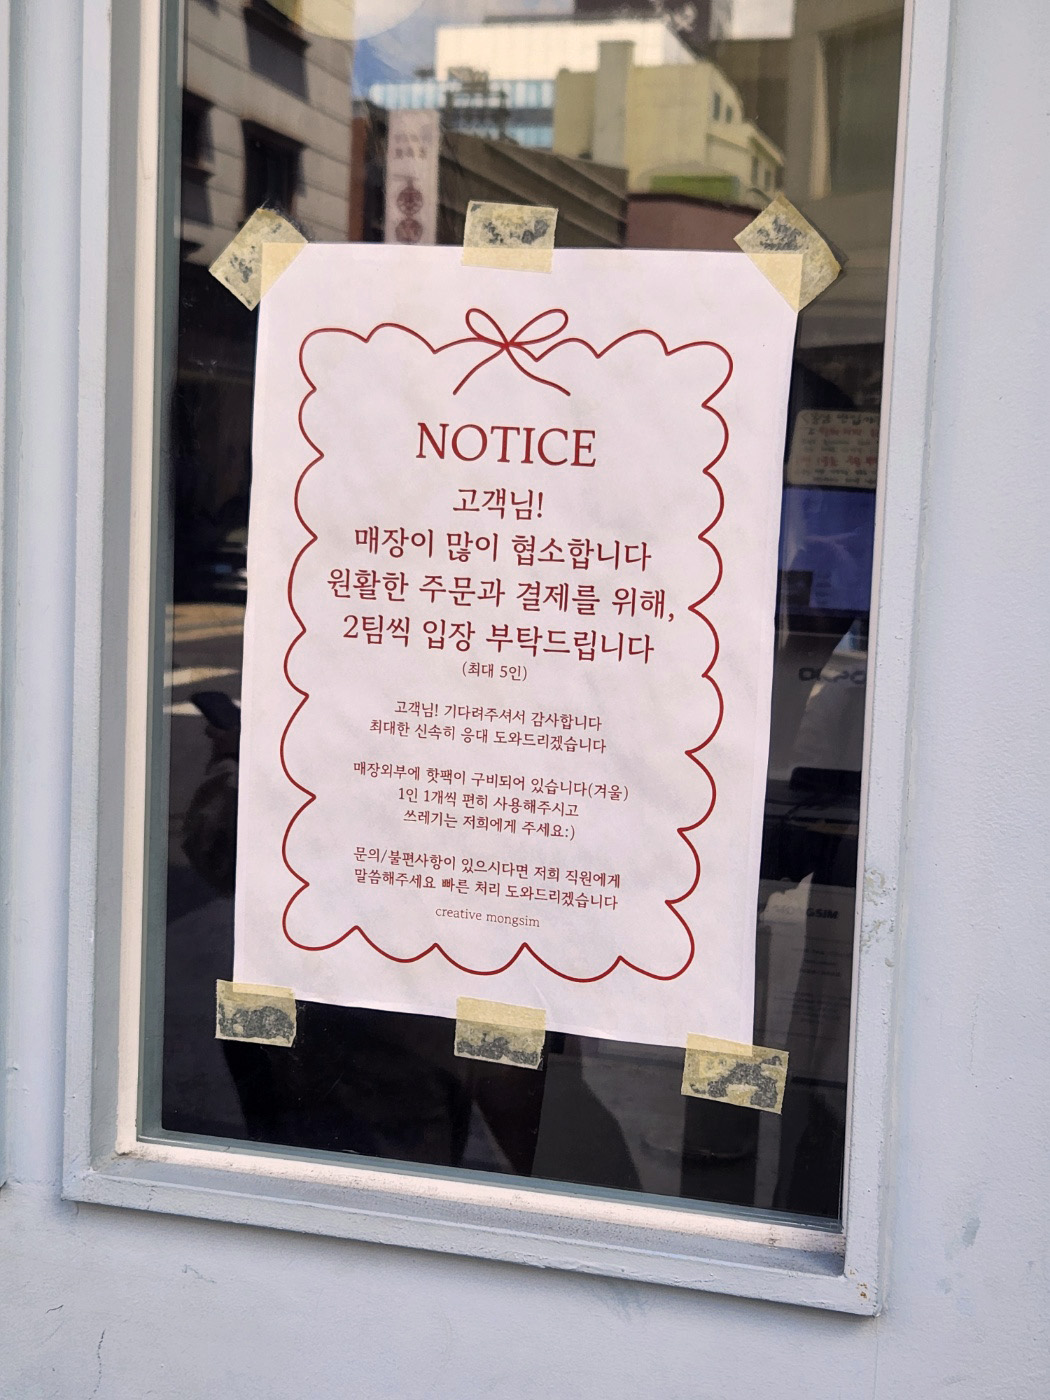 NOTICE
고객님!
매장이 많이 협소합니다
원활한 주문과 결제를 위해,
2팀씩 입장 부탁드립니다
(최대 5인)
고객님! 기다려주셔서 감사합니다
최대한 신속히 응대 도와드리겠습니다
매장외부에 핫팩이 구비되어 있습니다(겨울)
1인 1개씩 편히 사용해주시고
쓰레기는 저희에게 주세요:)
문의/불편사항이 있으시다면 저희 직원에게
말씀해주세요 빠른 처리 도와드리겠습니다
creative mongsim